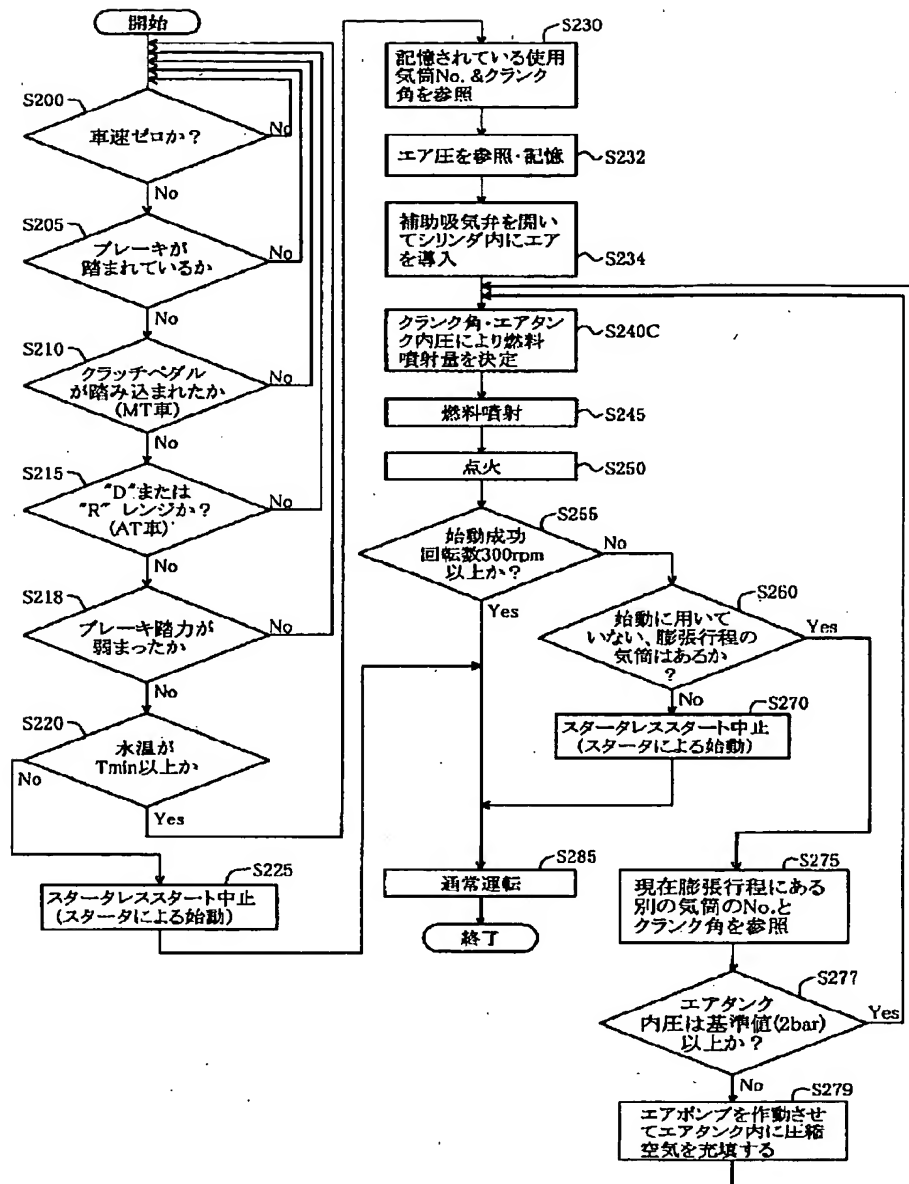 開始
S200
車速ゼロか?
No
No
S205
ブレーキが
踏まれているか
No
No
S210
クラッチペダル
が踏み込まれたか
(MT車)
No
No
S215
"D"または
"R" レンジか?
(AT車)
No
No
S218
ブレーキ踏力が
弱まったか
No
No
S220
水温が
Tmin以上か
No
Yes
S225
スタータレススタート中止
(スタータによる始動)
S230
記憶されている使用
気筒No.&クランク
角を参照
エア圧を参照・記憶
S232
補助吸気弁を開い
てシリンダ内にエア
を導入
S234
クランク角・エアタン
ク内圧により燃料
噴射量を決定
S240C
燃料噴射
S245
点火
S250
S255
始動成功
回転数300rpm
以上か?
No
Yes
S260
始動に用いて
いない、膨張行程の
気筒はあるか
?
Yes
No
S270
スタータレススタート中止
(スタータによる始動)
S285
通常運転
終了
S275
現在膨張行程にある
別の気筒のNo.と
クランク角を参照
S277
エアタンク
内圧は基準値(2bar)
以上か?
Yes
No
S279
エアポンプを作動させ
てエアタンク内に圧縮
空気を充填する